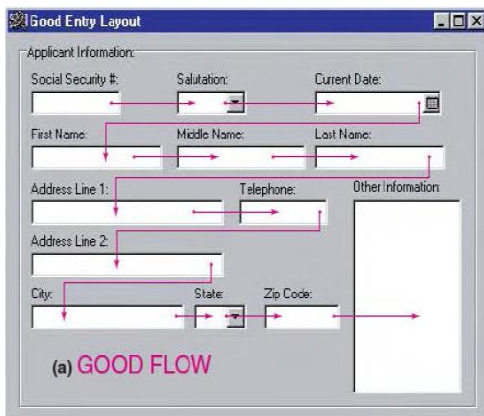 Good Entry Layout
Applicant Information:
Social Security #: Salutation: Current Date:
First Name: Middle Name: Last Name:
Address Line 1: Telephone: Other Information:
Address Line 2:
City: State: Zip Code:
(a) GOOD FLOW